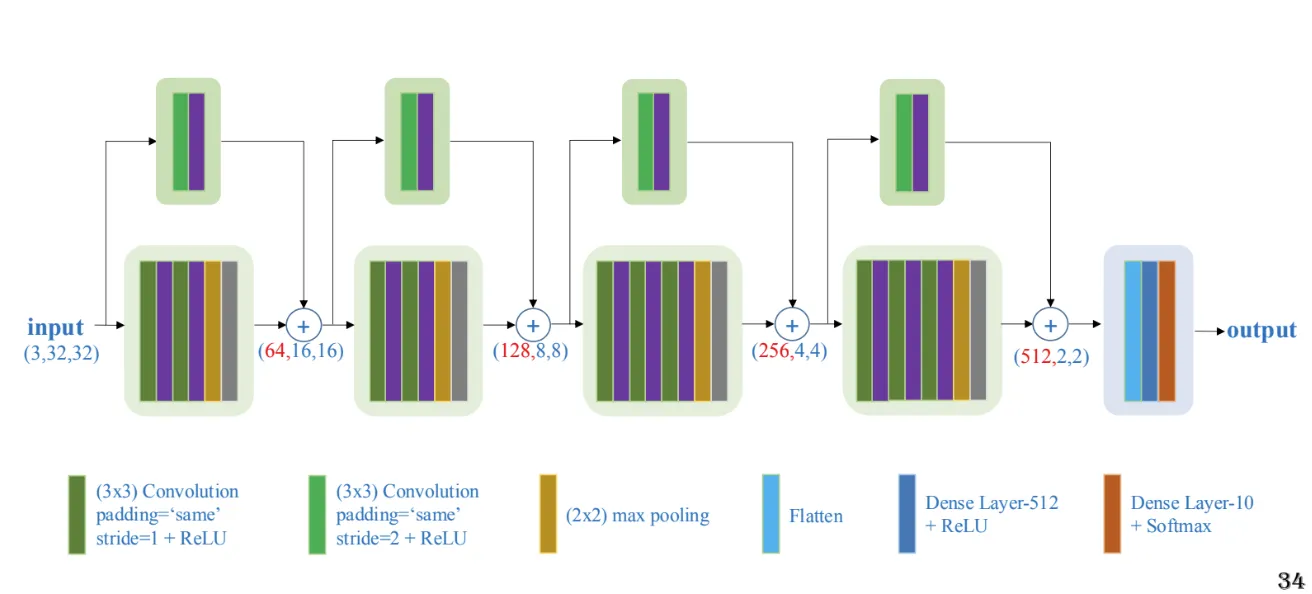 +
+
+
+
input
(3,32,32)
(64,16,16)
(128,8,8)
(256,4,4)
(512,2,2)
output
(3x3) Convolution
padding=‘same’
stride=1 + ReLU
(3x3) Convolution
padding=‘same’
stride=2 + ReLU
(2x2) max pooling
Flatten
Dense Layer-512
+ ReLU
Dense Layer-10
+ Softmax
34